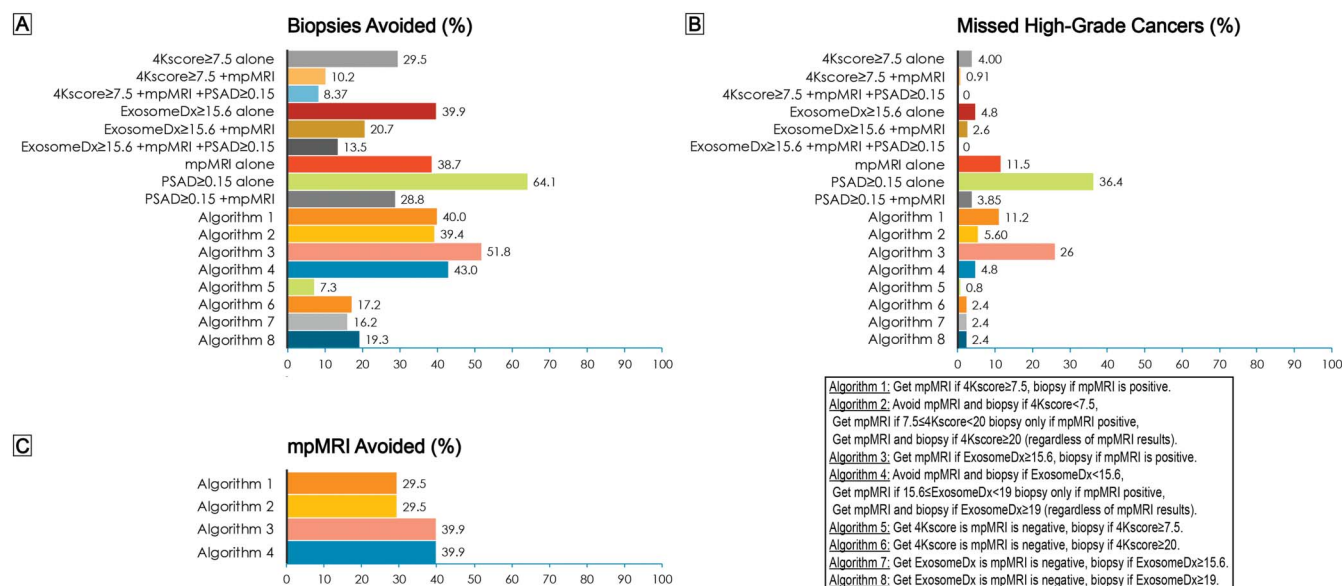 A
Biopsies Avoided (%)
4Kscore≥7.5 alone 29.5
4Kscore≥7.5 +mpMRI 10.2
4Kscore≥7.5 +mpMRI +PSAD≥0.15 8.37
ExosomeDx≥15.6 alone 39.9
ExosomeDx≥15.6 +mpMRI 20.7
ExosomeDx≥15.6 +mpMRI +PSAD≥0.15 13.5
mpMRI alone 38.7
PSAD≥0.15 alone 64.1
PSAD≥0.15 +mpMRI 28.8
Algorithm 1 40.0
Algorithm 2 39.4
Algorithm 3 51.8
Algorithm 4 43.0
Algorithm 5 7.3
Algorithm 6 17.2
Algorithm 7 16.2
Algorithm 8 19.3
0 10 20 30 40 50 60 70 80 90 100
B
Missed High-Grade Cancers (%)
4Kscore≥7.5 alone 4.00
4Kscore≥7.5 +mpMRI 0.91
4Kscore≥7.5 +mpMRI +PSAD≥0.15 0
ExosomeDx≥15.6 alone 4.8
ExosomeDx≥15.6 +mpMRI 2.6
ExosomeDx≥15.6 +mpMRI +PSAD≥0.15 0
mpMRI alone 11.5
PSAD≥0.15 alone 36.4
PSAD≥0.15 +mpMRI 3.85
Algorithm 1 11.2
Algorithm 2 5.60
Algorithm 3 26
Algorithm 4 4.8
Algorithm 5 0.8
Algorithm 6 2.4
Algorithm 7 2.4
Algorithm 8 2.4
0 10 20 30 40 50 60 70 80 90 100
C
mpMRI Avoided (%)
Algorithm 1 29.5
Algorithm 2 29.5
Algorithm 3 39.9
Algorithm 4 39.9
0 10 20 30 40 50 60 70 80 90 100
Algorithm 1: Get mpMRI if 4Kscore≥7.5, biopsy if mpMRI is positive.
Algorithm 2: Avoid mpMRI and biopsy if 4Kscore<7.5,
Get mpMRI if 7.5≤4Kscore<20 biopsy only if mpMRI positive,
Get mpMRI and biopsy if 4Kscore≥20 (regardless of mpMRI results).
Algorithm 3: Get mpMRI if ExosomeDx≥15.6, biopsy if mpMRI is positive.
Algorithm 4: Avoid mpMRI and biopsy if ExosomeDx<15.6,
Get mpMRI if 15.6≤ExosomeDx<19 biopsy only if mpMRI positive,
Get mpMRI and biopsy if ExosomeDx≥19 (regardless of mpMRI results).
Algorithm 5: Get 4Kscore is mpMRI is negative, biopsy if 4Kscore≥7.5.
Algorithm 6: Get 4Kscore is mpMRI is negative, biopsy if 4Kscore≥20.
Algorithm 7: Get ExosomeDx is mpMRI is negative, biopsy if ExosomeDx≥15.6.
Algorithm 8: Get ExosomeDx is mpMRI is negative, biopsy if ExosomeDx≥19.